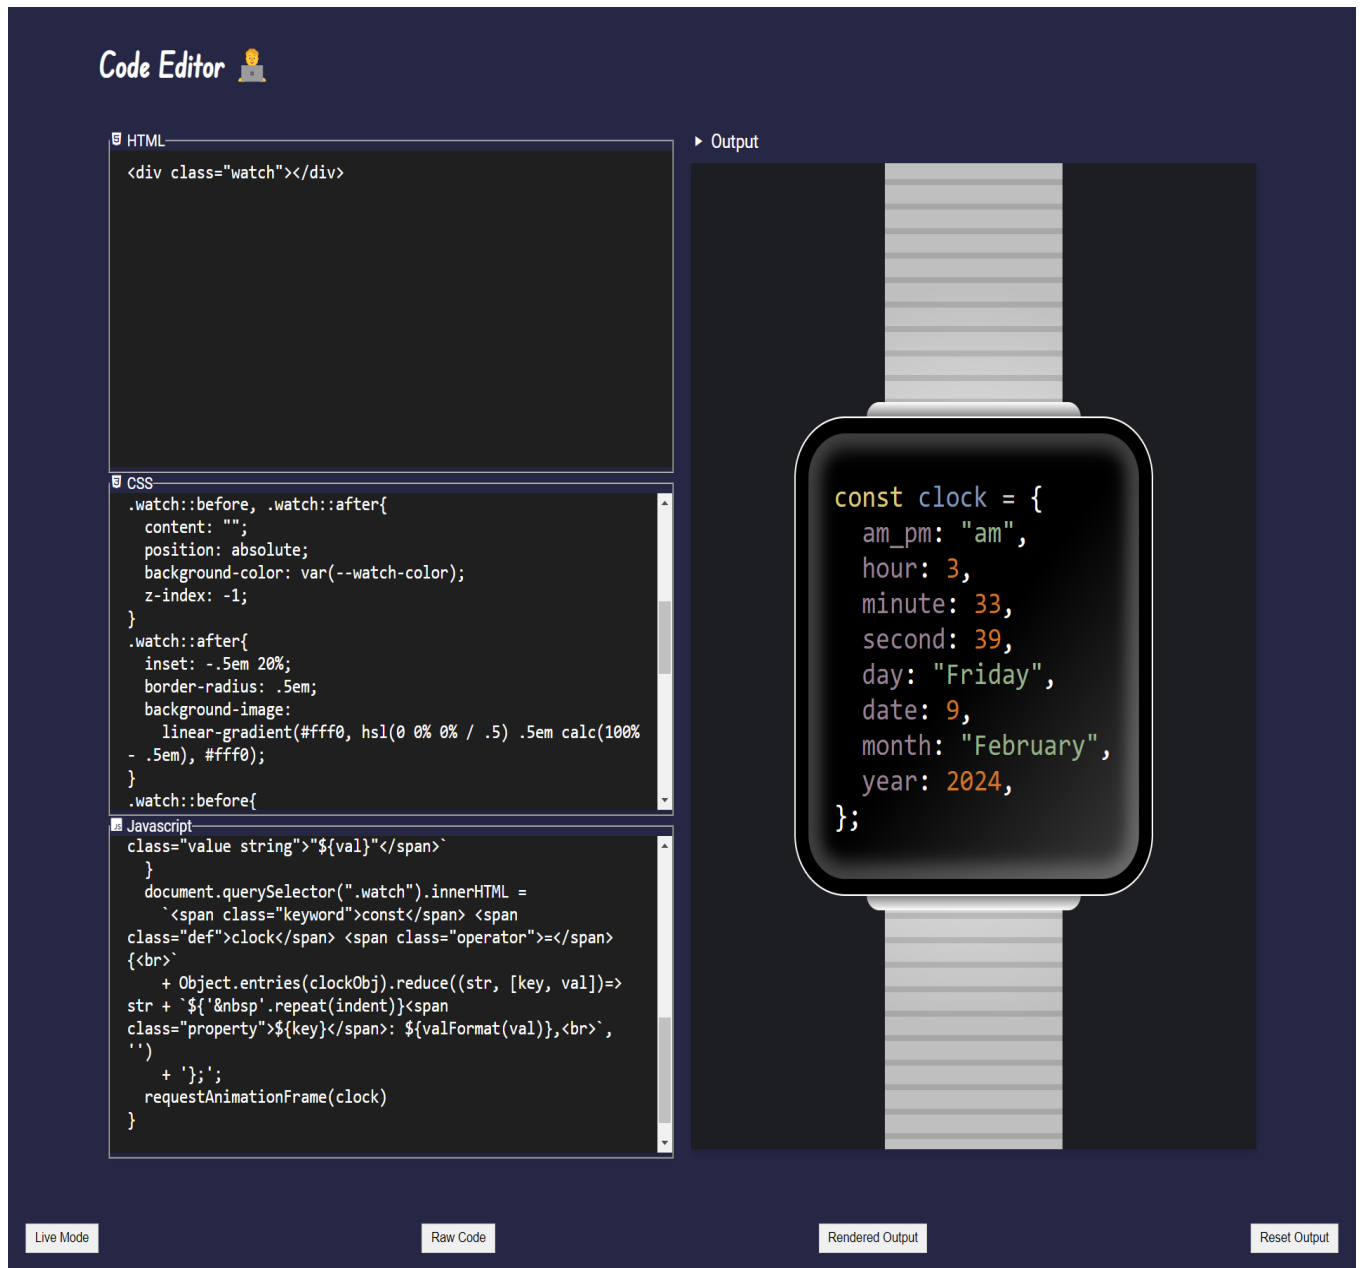 Code Editor
HTML
<div class="watch"></div>
CSS
.watch::before, .watch::after{
  content: "";
  position: absolute;
  background-color: var(--watch-color);
  z-index: -1;
}
.watch::after{
  inset: -.5em 20%;
  border-radius: .5em;
  background-image:
    linear-gradient(#fff0, hsl(0 0% 0% / .5) .5em calc(100%
- .5em), #fff0);
}
.watch::before{
Javascript
class="value string">"${val}"</span>`
  }
  document.querySelector(".watch").innerHTML =
    `<span class="keyword">const</span> <span
class="def">clock</span> <span class="operator">=</span>
{<br>`
    + Object.entries(clockObj).reduce((str, [key, val])=>
str + `${'&nbsp'.repeat(indent)}<span
class="property">${key}</span>: ${valFormat(val)},<br>`,
'')
    + '};';
  requestAnimationFrame(clock)
}
Output
const clock = {
  am_pm: "am",
  hour: 3,
  minute: 33,
  second: 39,
  day: "Friday",
  date: 9,
  month: "February",
  year: 2024,
};
Live Mode
Raw Code
Rendered Output
Reset Output